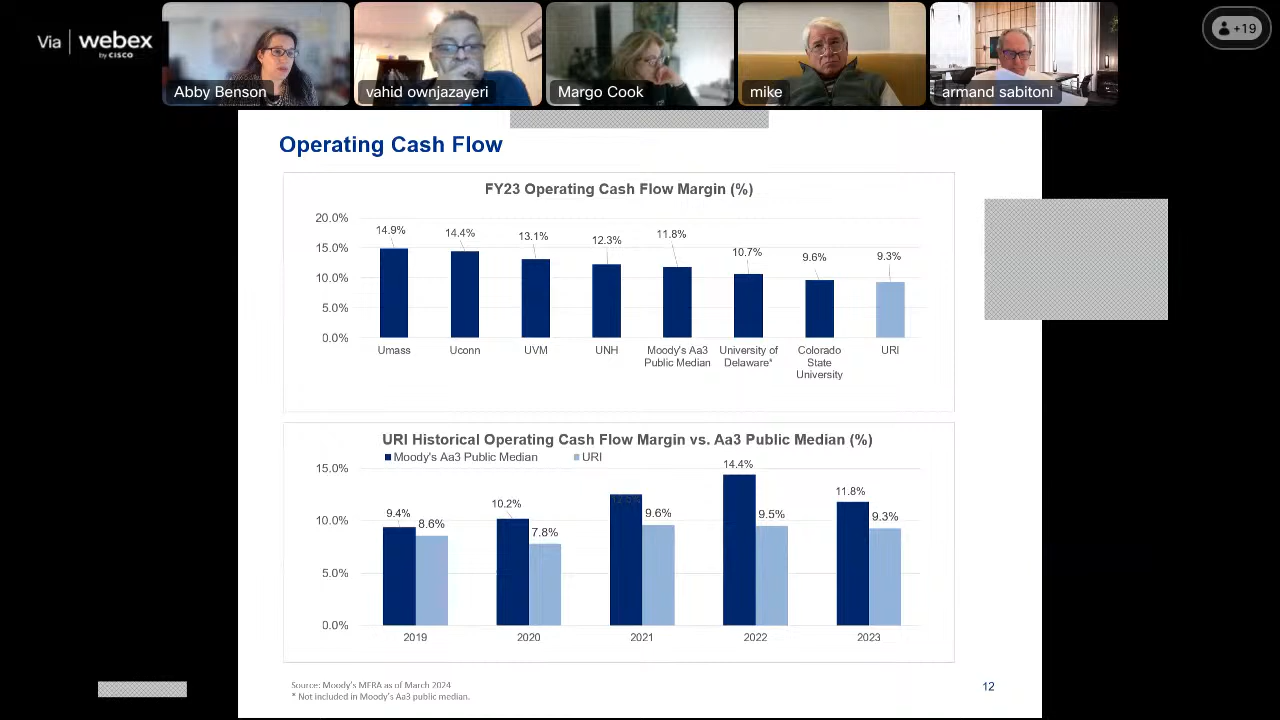 Via | webex
by CISCO
Abby Benson
vahid ownjazayeri
Margo Cook
mike
armand sabitoni
+19
Operating Cash Flow
FY23 Operating Cash Flow Margin (%)
20.0%
15.0%
10.0%
5.0%
0.0%
14.9%
14.4%
13.1%
12.3%
11.8%
10.7%
9.6%
9.3%
Umass
Uconn
UVM
UNH
Moody's Aa3
Public Median
University of
Delaware*
Colorado
State
University
URI
URI Historical Operating Cash Flow Margin vs. Aa3 Public Median (%)
Moody's Aa3 Public Median
URI
15.0%
10.0%
5.0%
0.0%
9.4%
8.6%
10.2%
7.8%
9.6%
14.4%
9.5%
11.8%
9.3%
2019
2020
2021
2022
2023
Source: Moody's MFRA as of March 2024
* Not included in Moody's Aa3 public median.
12